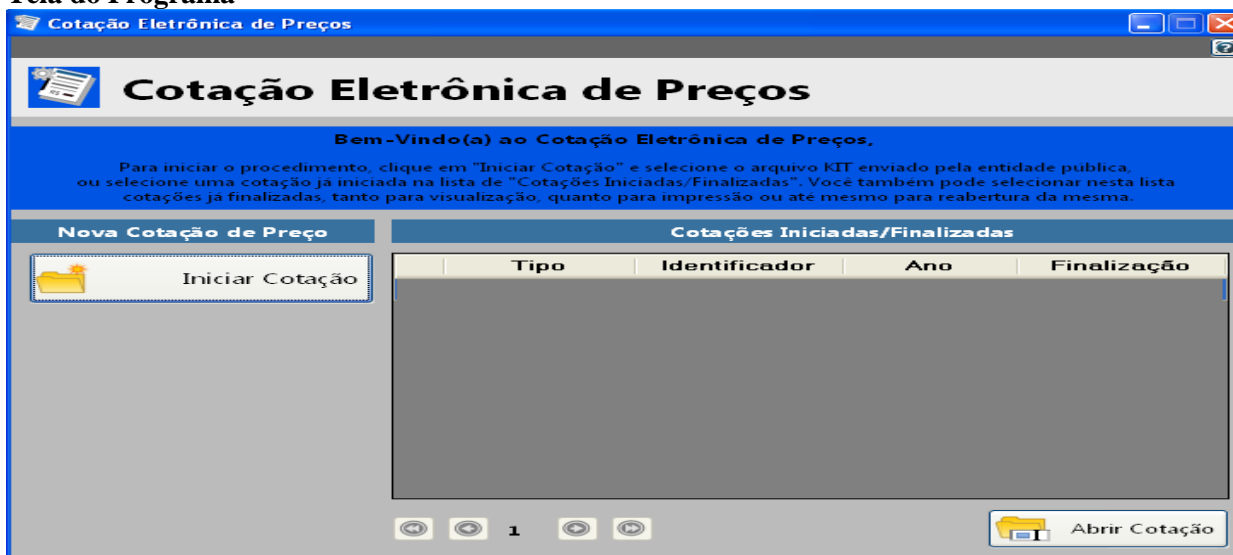 Tela do Programa
Cotação Eletrônica de Preços
Cotação Eletrônica de Preços
Bem-Vindo(a) ao Cotação Eletrônica de Preços,
Para iniciar o procedimento, clique em "Iniciar Cotação" e selecione o arquivo KIT enviado pela entidade pública,
ou selecione uma cotação já iniciada na lista de "Cotações Iniciadas/Finalizadas". Você também pode selecionar nesta lista
cotações já finalizadas, tanto para visualização, quanto para impressão ou até mesmo para reabertura da mesma.
Nova Cotação de Preço
Cotações Iniciadas/Finalizadas
Iniciar Cotação
Tipo Identificador Ano Finalização
1
Abrir Cotação